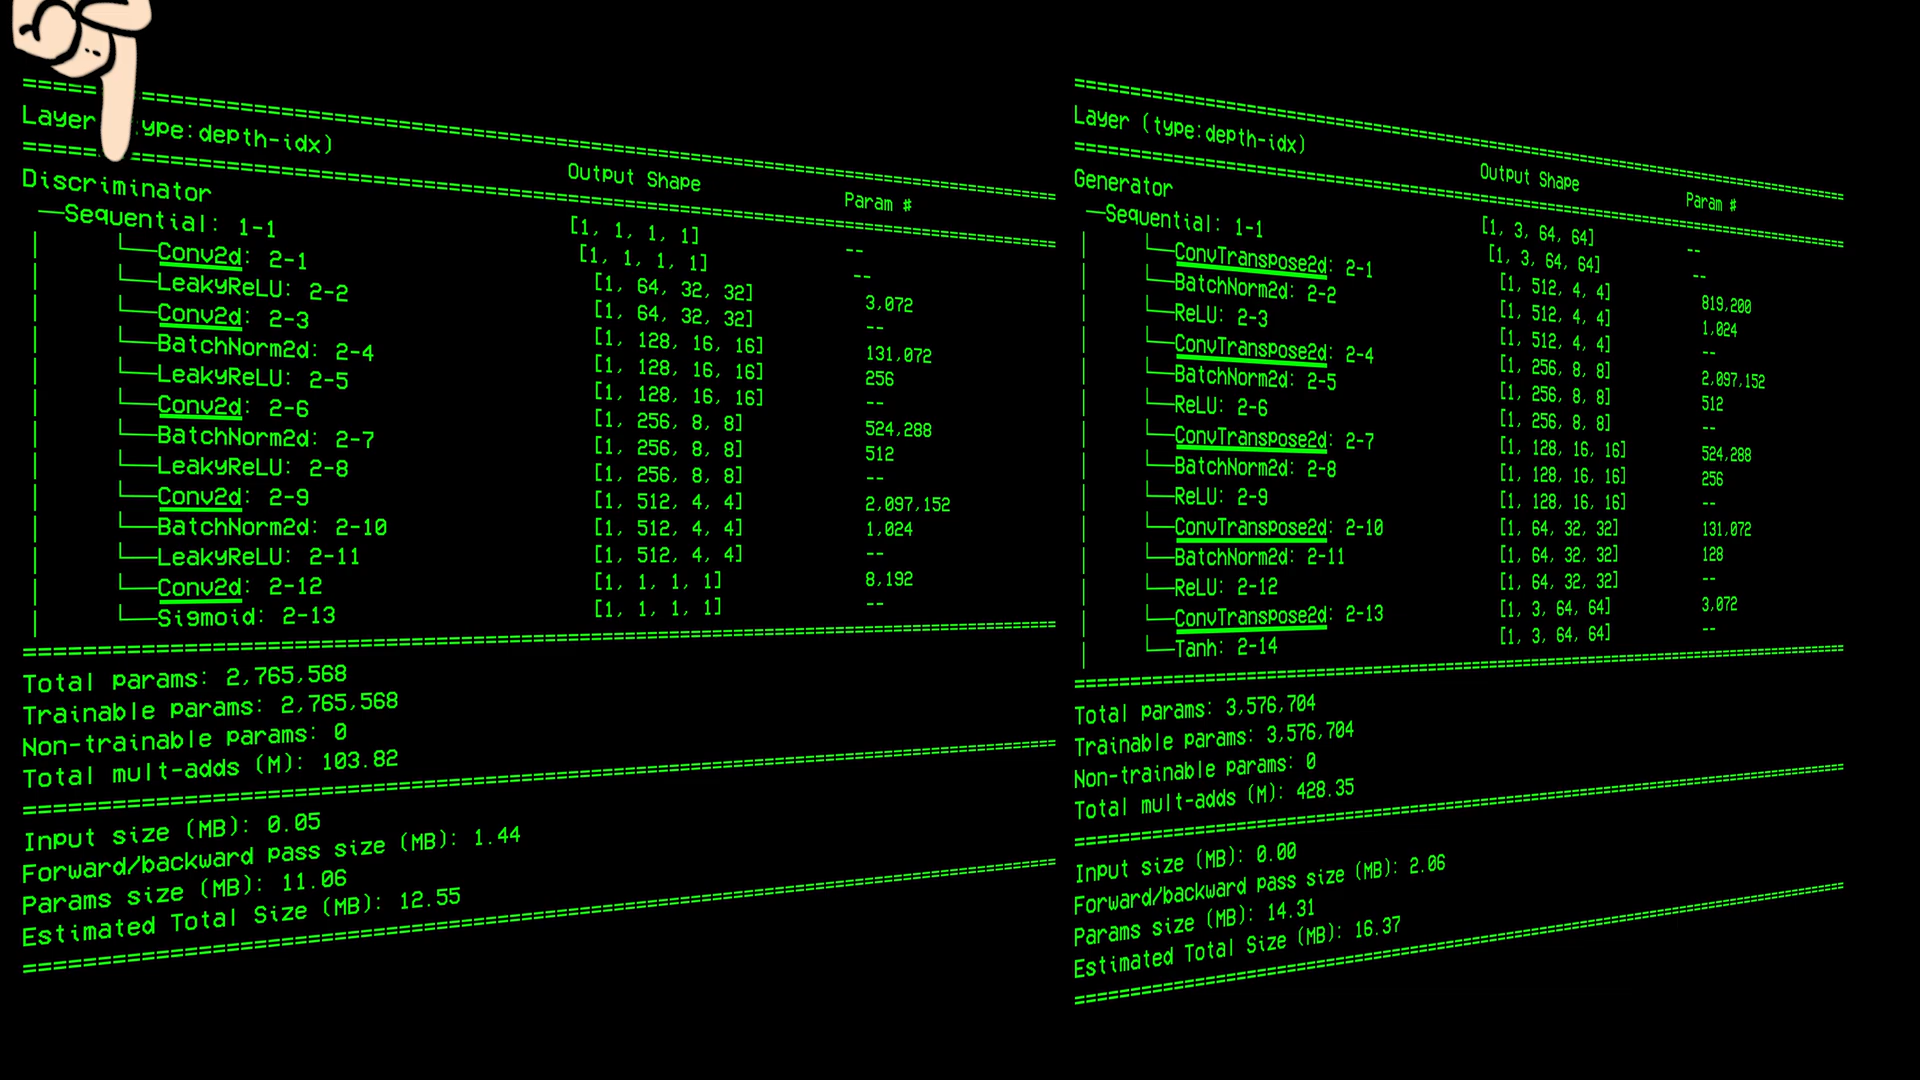 Layer ype:depth-idx) Output Shape Param #
Discriminator [1, 1, 1, 1] --
—Sequential: 1-1 [1, 1, 1, 1] --
│ └──Conv2d: 2-1 [1, 64, 32, 32] 3,072
│ └──LeakyReLU: 2-2 [1, 64, 32, 32] --
│ └──Conv2d: 2-3 [1, 128, 16, 16] 131,072
│ └──BatchNorm2d: 2-4 [1, 128, 16, 16] 256
│ └──LeakyReLU: 2-5 [1, 128, 16, 16] --
│ └──Conv2d: 2-6 [1, 256, 8, 8] 524,288
│ └──BatchNorm2d: 2-7 [1, 256, 8, 8] 512
│ └──LeakyReLU: 2-8 [1, 256, 8, 8] --
│ └──Conv2d: 2-9 [1, 512, 4, 4] 2,097,152
│ └──BatchNorm2d: 2-10 [1, 512, 4, 4] 1,024
│ └──LeakyReLU: 2-11 [1, 512, 4, 4] --
│ └──Conv2d: 2-12 [1, 1, 1, 1] 8,192
│ └──Sigmoid: 2-13 [1, 1, 1, 1] --
Total params: 2,765,568
Trainable params: 2,765,568
Non-trainable params: 0
Total mult-adds (M): 103.82
Input size (MB): 0.05
Forward/backward pass size (MB): 1.44
Params size (MB): 11.06
Estimated Total Size (MB): 12.55
Layer (type:depth-idx) Output Shape Param #
Generator [1, 3, 64, 64] --
—Sequential: 1-1 [1, 3, 64, 64] --
│ └──ConvTranspose2d: 2-1 [1, 512, 4, 4] 819,200
│ └──BatchNorm2d: 2-2 [1, 512, 4, 4] 1,024
│ └──ReLU: 2-3 [1, 512, 4, 4] --
│ └──ConvTranspose2d: 2-4 [1, 256, 8, 8] 2,097,152
│ └──BatchNorm2d: 2-5 [1, 256, 8, 8] 512
│ └──ReLU: 2-6 [1, 256, 8, 8] --
│ └──ConvTranspose2d: 2-7 [1, 128, 16, 16] 524,288
│ └──BatchNorm2d: 2-8 [1, 128, 16, 16] 256
│ └──ReLU: 2-9 [1, 128, 16, 16] --
│ └──ConvTranspose2d: 2-10 [1, 64, 32, 32] 131,072
│ └──BatchNorm2d: 2-11 [1, 64, 32, 32] 128
│ └──ReLU: 2-12 [1, 64, 32, 32] --
│ └──ConvTranspose2d: 2-13 [1, 3, 64, 64] 3,072
│ └──Tanh: 2-14 [1, 3, 64, 64] --
Total params: 3,576,704
Trainable params: 3,576,704
Non-trainable params: 0
Total mult-adds (M): 428.35
Input size (MB): 0.00
Forward/backward pass size (MB): 2.06
Params size (MB): 14.31
Estimated Total Size (MB): 16.37